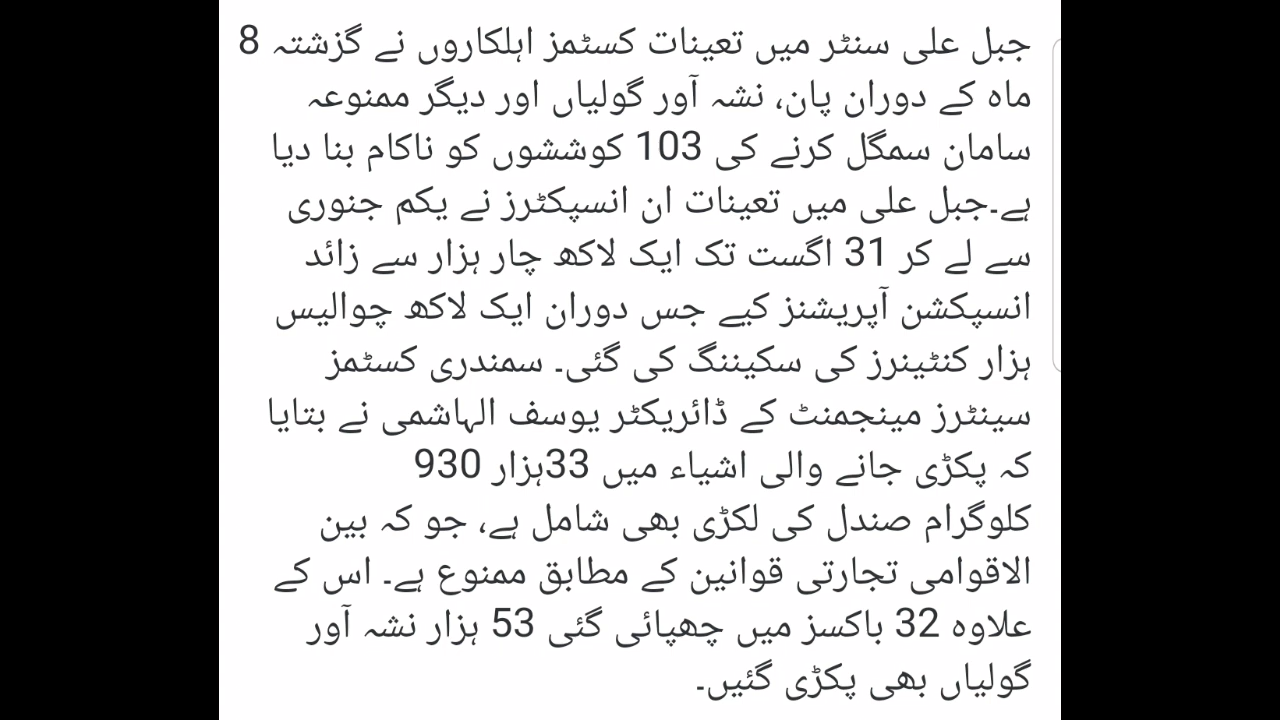 جبل علی سنٹر میں تعینات کسٹمز اہلکاروں نے گزشتہ 8
ماہ کے دوران پان، نشہ آور گولیاں اور دیگر ممنوعہ
سامان سمگل کرنے کی 103 کوششوں کو ناکام بنا دیا
ہے۔جبل علی میں تعینات ان انسپکٹرز نے یکم جنوری
سے لے کر 31 اگست تک ایک لاکھ چار ہزار سے زائد
انسپکشن آپریشنز کیے جس دوران ایک لاکھ چوالیس
ہزار کنٹینرز کی سکیننگ کی گئی۔ سمندری کسٹمز
سینٹرز مینجمنٹ کے ڈائریکٹر یوسف الہاشمی نے بتایا
کہ پکڑی جانے والی اشیاء میں 33ہزار 930
کلوگرام صندل کی لکڑی بھی شامل ہے، جو کہ بین
الاقوامی تجارتی قوانین کے مطابق ممنوع ہے۔ اس کے
علاوہ 32 باکسز میں چھپائی گئی 53 ہزار نشہ آور
گولیاں بھی پکڑی گئیں۔